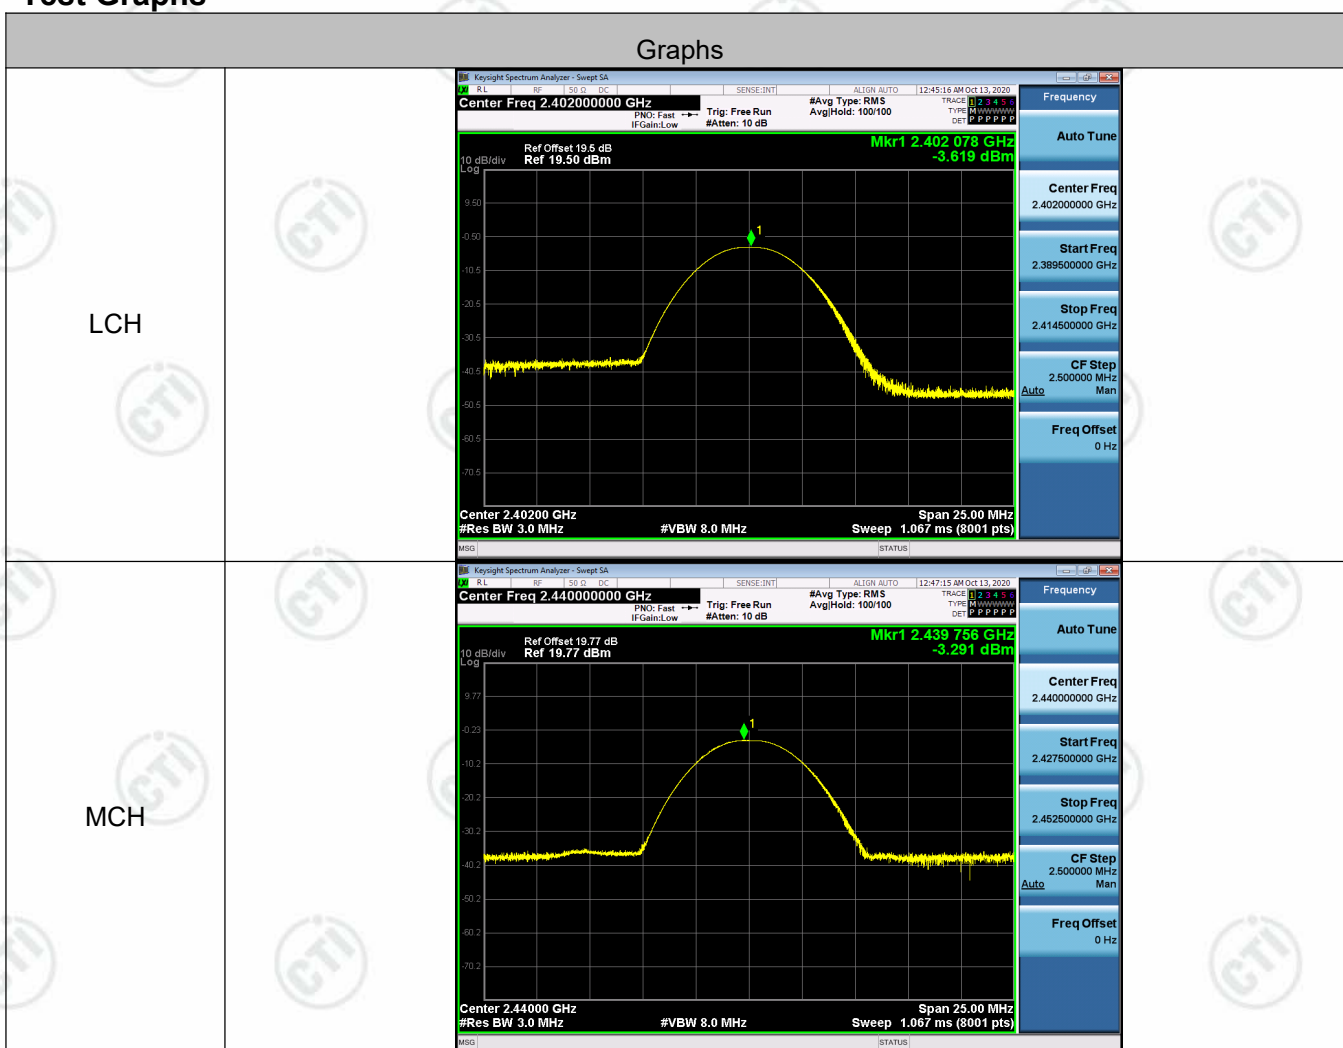 Test Graphs
Graphs
LCH
Keysight Spectrum Analyzer - Swept SA
RL RF 50 Ω DC SENSE:INT ALIGN AUTO 12:45:16 AM Oct 13, 2020
Center Freq 2.402000000 GHz
PNO: Fast
IFGain:Low
Trig: Free Run
#Atten: 10 dB
#Avg Type: RMS
Avg|Hold: 100/100
TRACE 1 2 3 4 5 6
TYPE M WWWWW
DET P P P P P P
Ref Offset 19.5 dB
10 dB/div Ref 19.50 dBm
Log
Mkr1 2.402 078 GHz
-3.619 dBm
9.50
-0.50
-10.5
-20.5
-30.5
-40.5
-50.5
-60.5
-70.5
1
Center 2.40200 GHz Span 25.00 MHz
#Res BW 3.0 MHz #VBW 8.0 MHz Sweep 1.067 ms (8001 pts)
MSG STATUS
Frequency
Auto Tune
Center Freq
2.402000000 GHz
Start Freq
2.389500000 GHz
Stop Freq
2.414500000 GHz
CF Step
2.500000 MHz
Auto Man
Freq Offset
0 Hz
MCH
Keysight Spectrum Analyzer - Swept SA
RL RF 50 Ω DC SENSE:INT ALIGN AUTO 12:47:15 AM Oct 13, 2020
Center Freq 2.440000000 GHz
PNO: Fast
IFGain:Low
Trig: Free Run
#Atten: 10 dB
#Avg Type: RMS
Avg|Hold: 100/100
TRACE 1 2 3 4 5 6
TYPE M WWWWW
DET P P P P P P
Ref Offset 19.77 dB
10 dB/div Ref 19.77 dBm
Log
Mkr1 2.439 756 GHz
-3.291 dBm
9.77
-0.23
-10.2
-20.2
-30.2
-40.2
-50.2
-60.2
-70.2
1
Center 2.44000 GHz Span 25.00 MHz
#Res BW 3.0 MHz #VBW 8.0 MHz Sweep 1.067 ms (8001 pts)
MSG STATUS
Frequency
Auto Tune
Center Freq
2.440000000 GHz
Start Freq
2.427500000 GHz
Stop Freq
2.452500000 GHz
CF Step
2.500000 MHz
Auto Man
Freq Offset
0 Hz
CTI